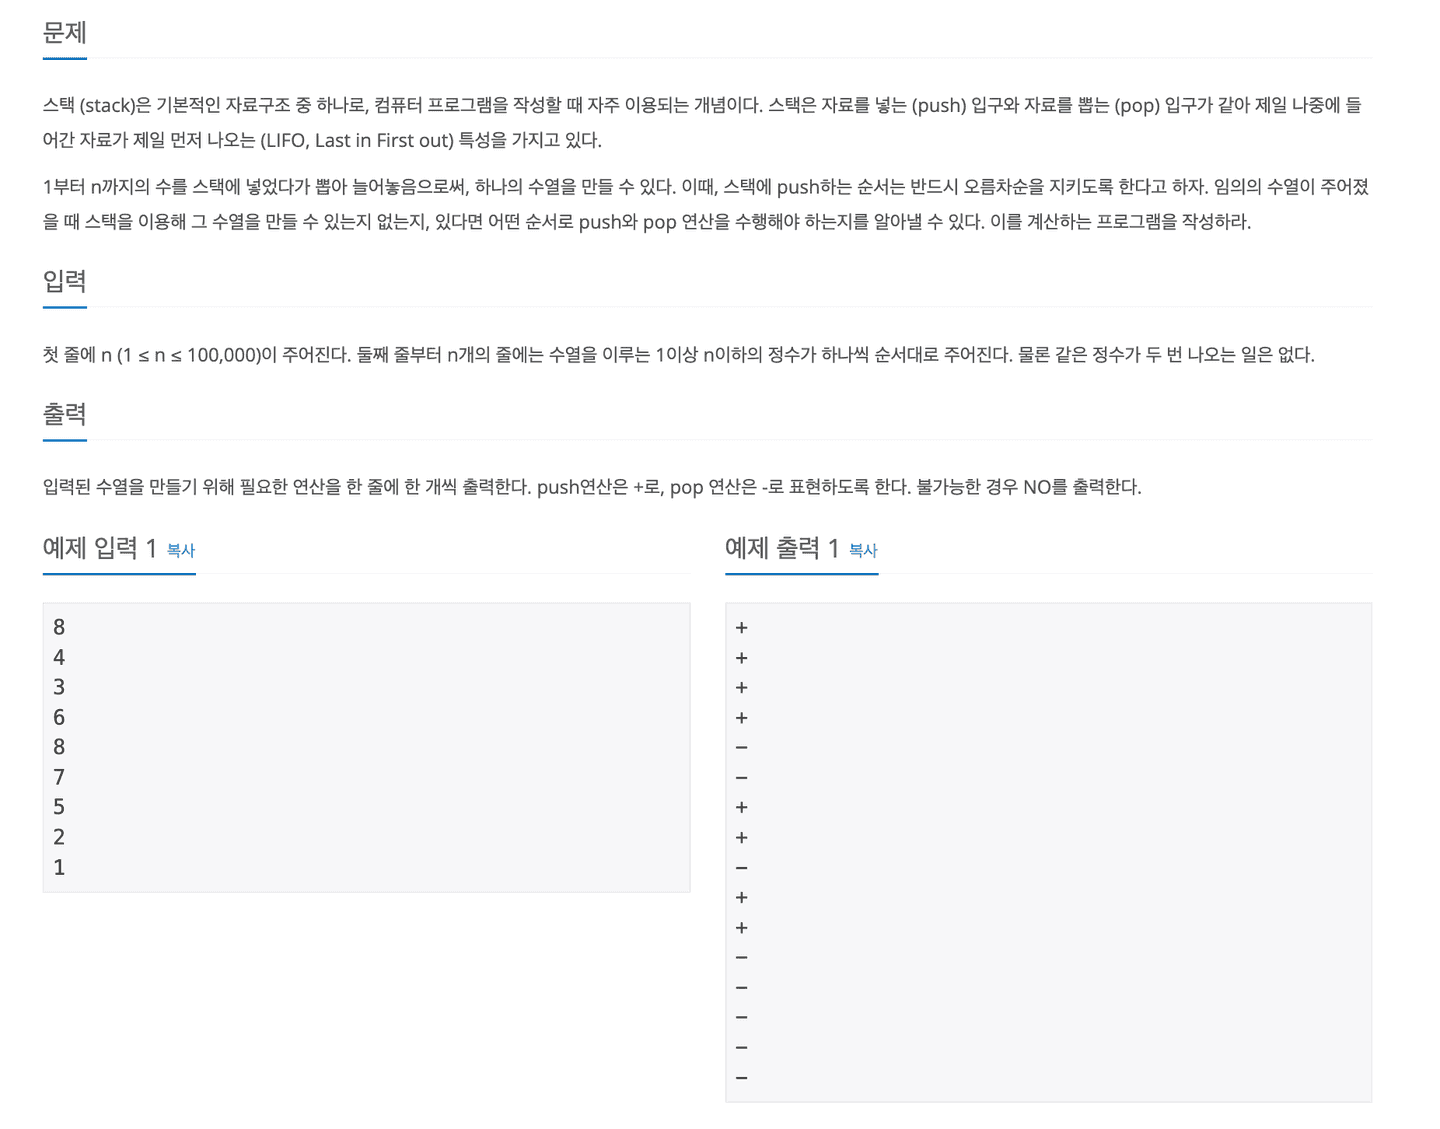 문제
스택 (stack)은 기본적인 자료구조 중 하나로, 컴퓨터 프로그램을 작성할 때 자주 이용되는 개념이다. 스택은 자료를 넣는 (push) 입구와 자료를 뽑는 (pop) 입구가 같아 제일 나중에 들
어간 자료가 제일 먼저 나오는 (LIFO, Last in First out) 특성을 가지고 있다.
1부터 n까지의 수를 스택에 넣었다가 뽑아 늘어놓음으로써, 하나의 수열을 만들 수 있다. 이때, 스택에 push하는 순서는 반드시 오름차순을 지키도록 한다고 하자. 임의의 수열이 주어졌
을 때 스택을 이용해 그 수열을 만들 수 있는지 없는지, 있다면 어떤 순서로 push와 pop 연산을 수행해야 하는지를 알아낼 수 있다. 이를 계산하는 프로그램을 작성하라.
입력
첫 줄에 n (1 ≤ n ≤ 100,000)이 주어진다. 둘째 줄부터 n개의 줄에는 수열을 이루는 1이상 n이하의 정수가 하나씩 순서대로 주어진다. 물론 같은 정수가 두 번 나오는 일은 없다.
출력
입력된 수열을 만들기 위해 필요한 연산을 한 줄에 한 개씩 출력한다. push연산은 +로, pop 연산은 -로 표현하도록 한다. 불가능한 경우 NO를 출력한다.
예제 입력 1 복사
8
4
3
6
8
7
5
2
1
예제 출력 1 복사
+
+
+
+
-
-
+
+
-
+
+
-
-
-
-
-